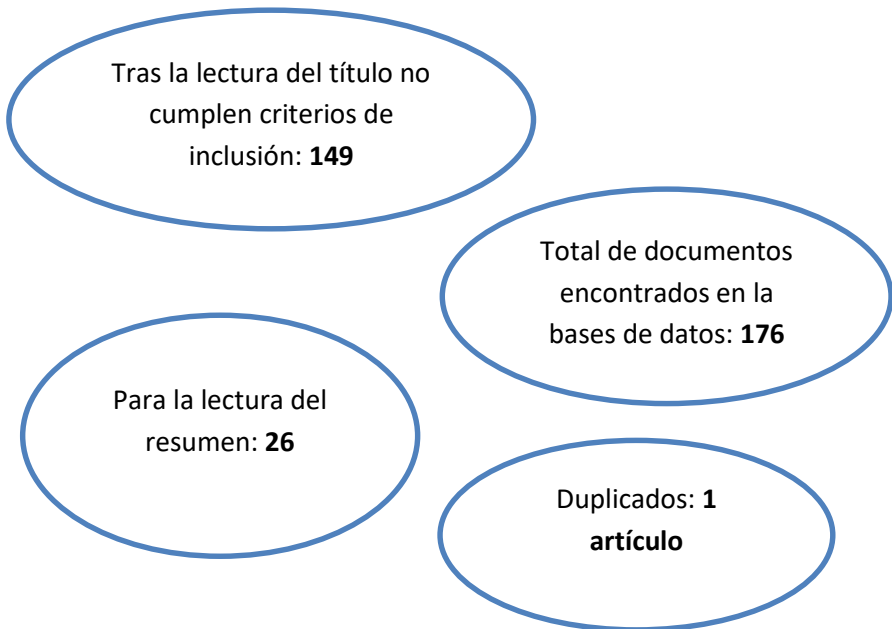 Tras la lectura del título no
cumplen criterios de
inclusión: 149
Total de documentos
encontrados en la
bases de datos: 176
Para la lectura del
resumen: 26
Duplicados: 1
artículo